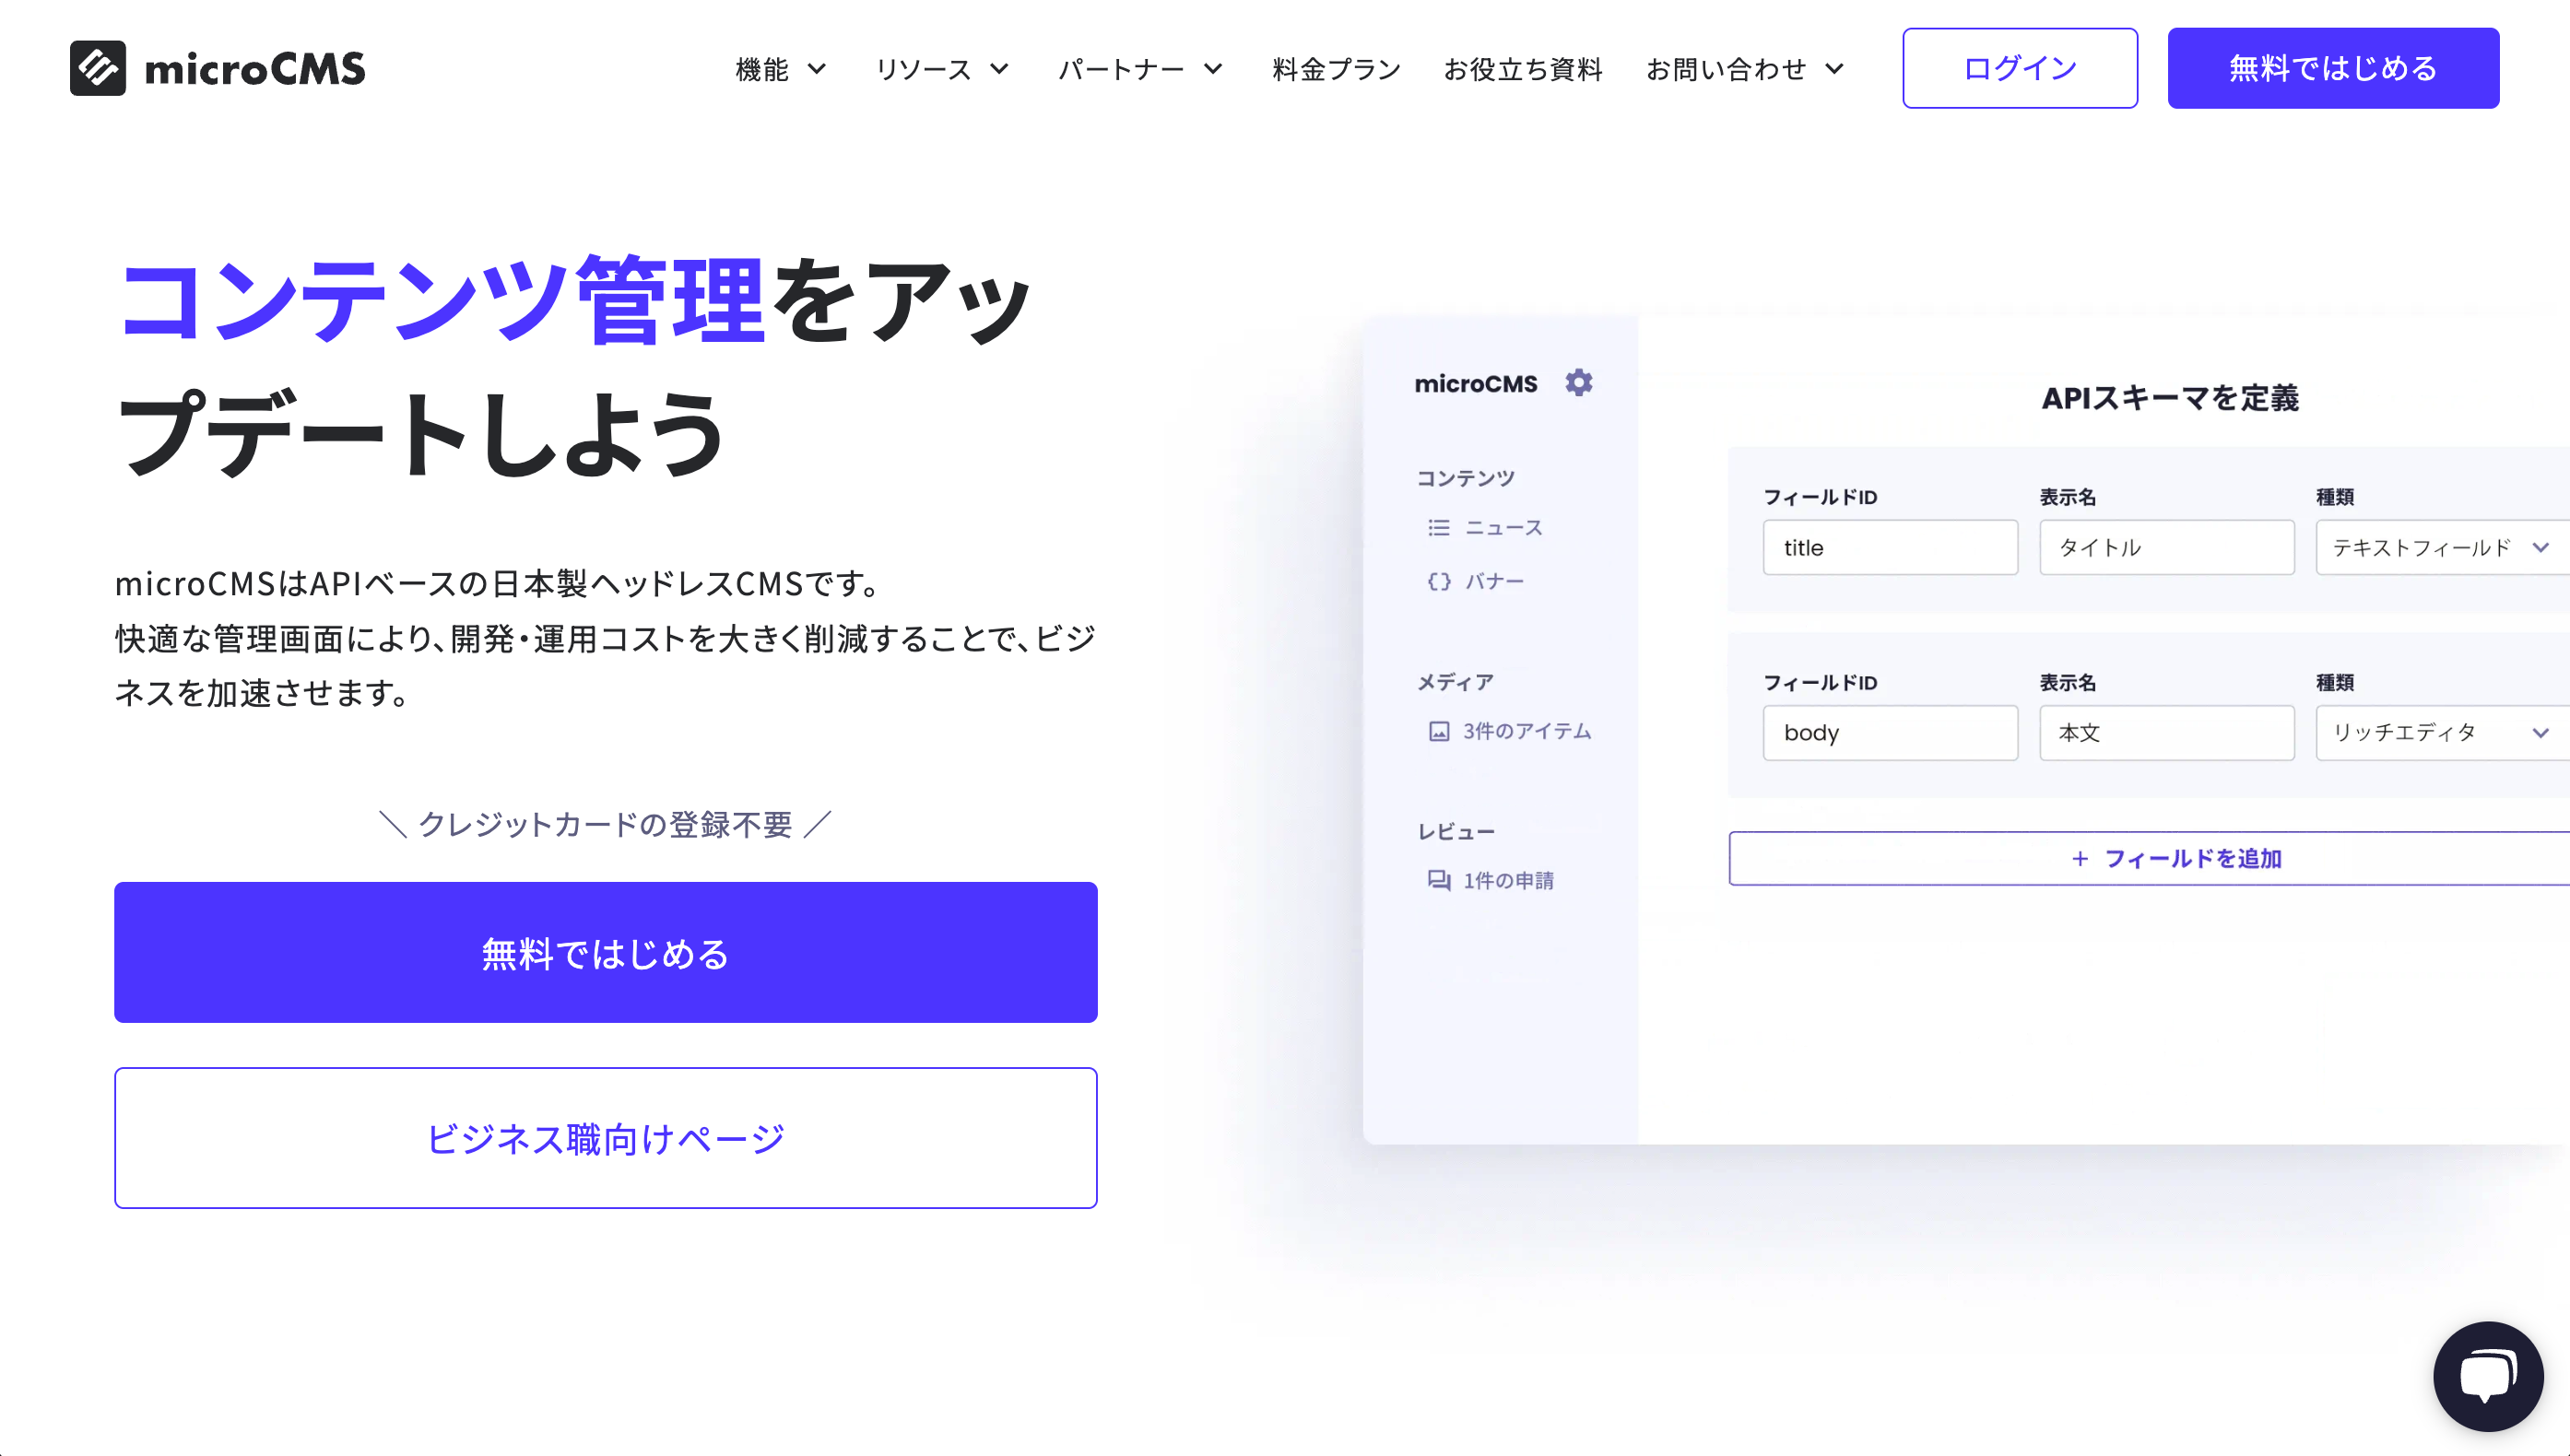 microCMS
機能
リソース
パートナー
料金プラン
お役立ち資料
お問い合わせ
ログイン
無料ではじめる
コンテンツ管理をアッ
プデートしよう
microCMSはAPIベースの日本製ヘッドレスCMSです。
快適な管理画面により、開発・運用コストを大きく削減することで、ビジ
ネスを加速させます。
＼ クレジットカードの登録不要 ／
無料ではじめる
ビジネス職向けページ
microCMS
コンテンツ
ニュース
バナー
メディア
3件のアイテム
レビュー
1件の申請
APIスキーマを定義
フィールドID 表示名 種類
title タイトル テキストフィールド
フィールドID 表示名 種類
body 本文 リッチエディタ
+ フィールドを追加